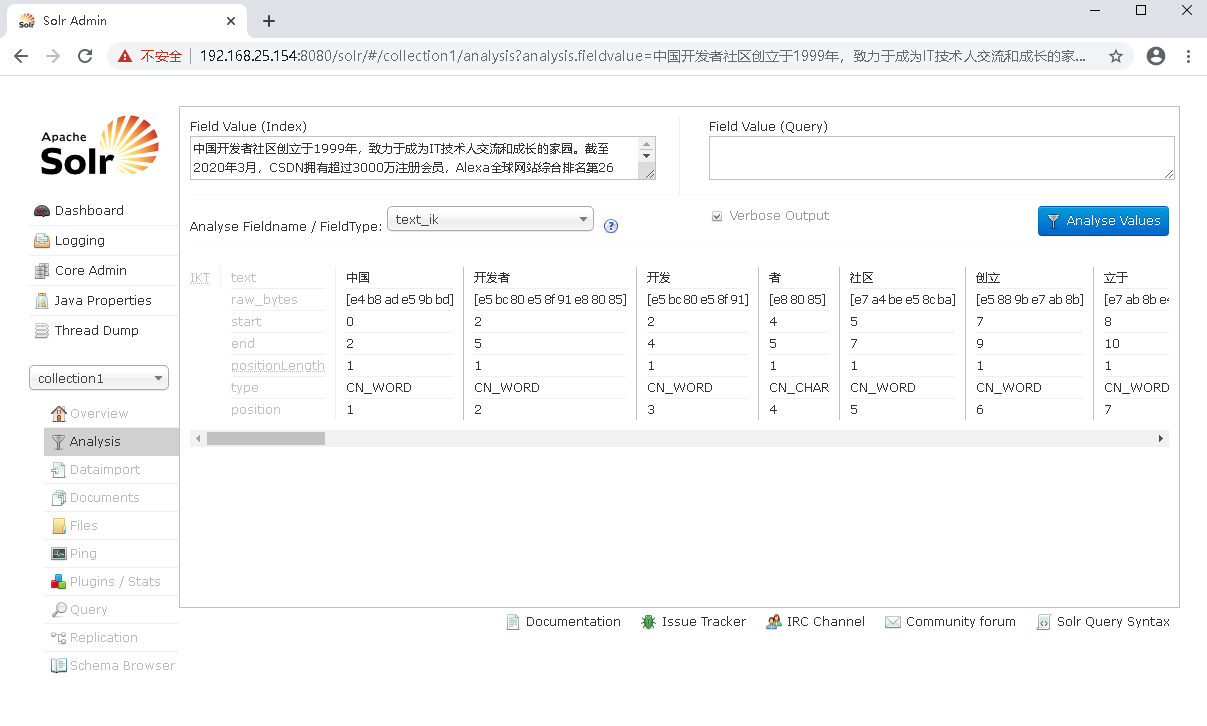 Solr Admin
不安全 192.168.25.154:8080/solr/#/collection1/analysis?analysis.fieldvalue=中国开发者社区创立于1999年，致力于成为IT技术人交流和成长的家...
Apache
Solr
Dashboard
Logging
Core Admin
Java Properties
Thread Dump
collection1
Overview
Analysis
Dataimport
Documents
Files
Ping
Plugins / Stats
Query
Replication
Schema Browser
Field Value (Index)
中国开发者社区创立于1999年，致力于成为IT技术人交流和成长的家园。截至
2020年3月，CSDN拥有超过3000万注册会员，Alexa全球网站综合排名第26
Field Value (Query)
Analyse Fieldname / FieldType: text_ik
Verbose Output
Analyse Values
IKT text 中国 开发者 开发 者 社区 创立 立于
raw_bytes [e4 b8 ad e5 9b bd] [e5 bc 80 e5 8f 91 e8 80 85] [e5 bc 80 e5 8f 91] [e8 80 85] [e7 a4 be e5 8c ba] [e5 88 9b e7 ab 8b] [e7 ab 8b e4
start 0 2 2 4 5 7 8
end 2 5 4 5 7 9 10
positionLength 1 1 1 1 1 1 1
type CN_WORD CN_WORD CN_WORD CN_CHAR CN_WORD CN_WORD CN_WORD
position 1 2 3 4 5 6 7
Documentation Issue Tracker IRC Channel Community forum Solr Query Syntax